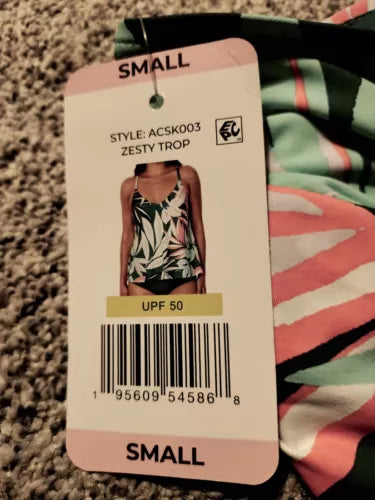 SMALL
STYLE: ACSK003
ZESTY TROP
UPF 50
1 95609 54586 8
SMALL